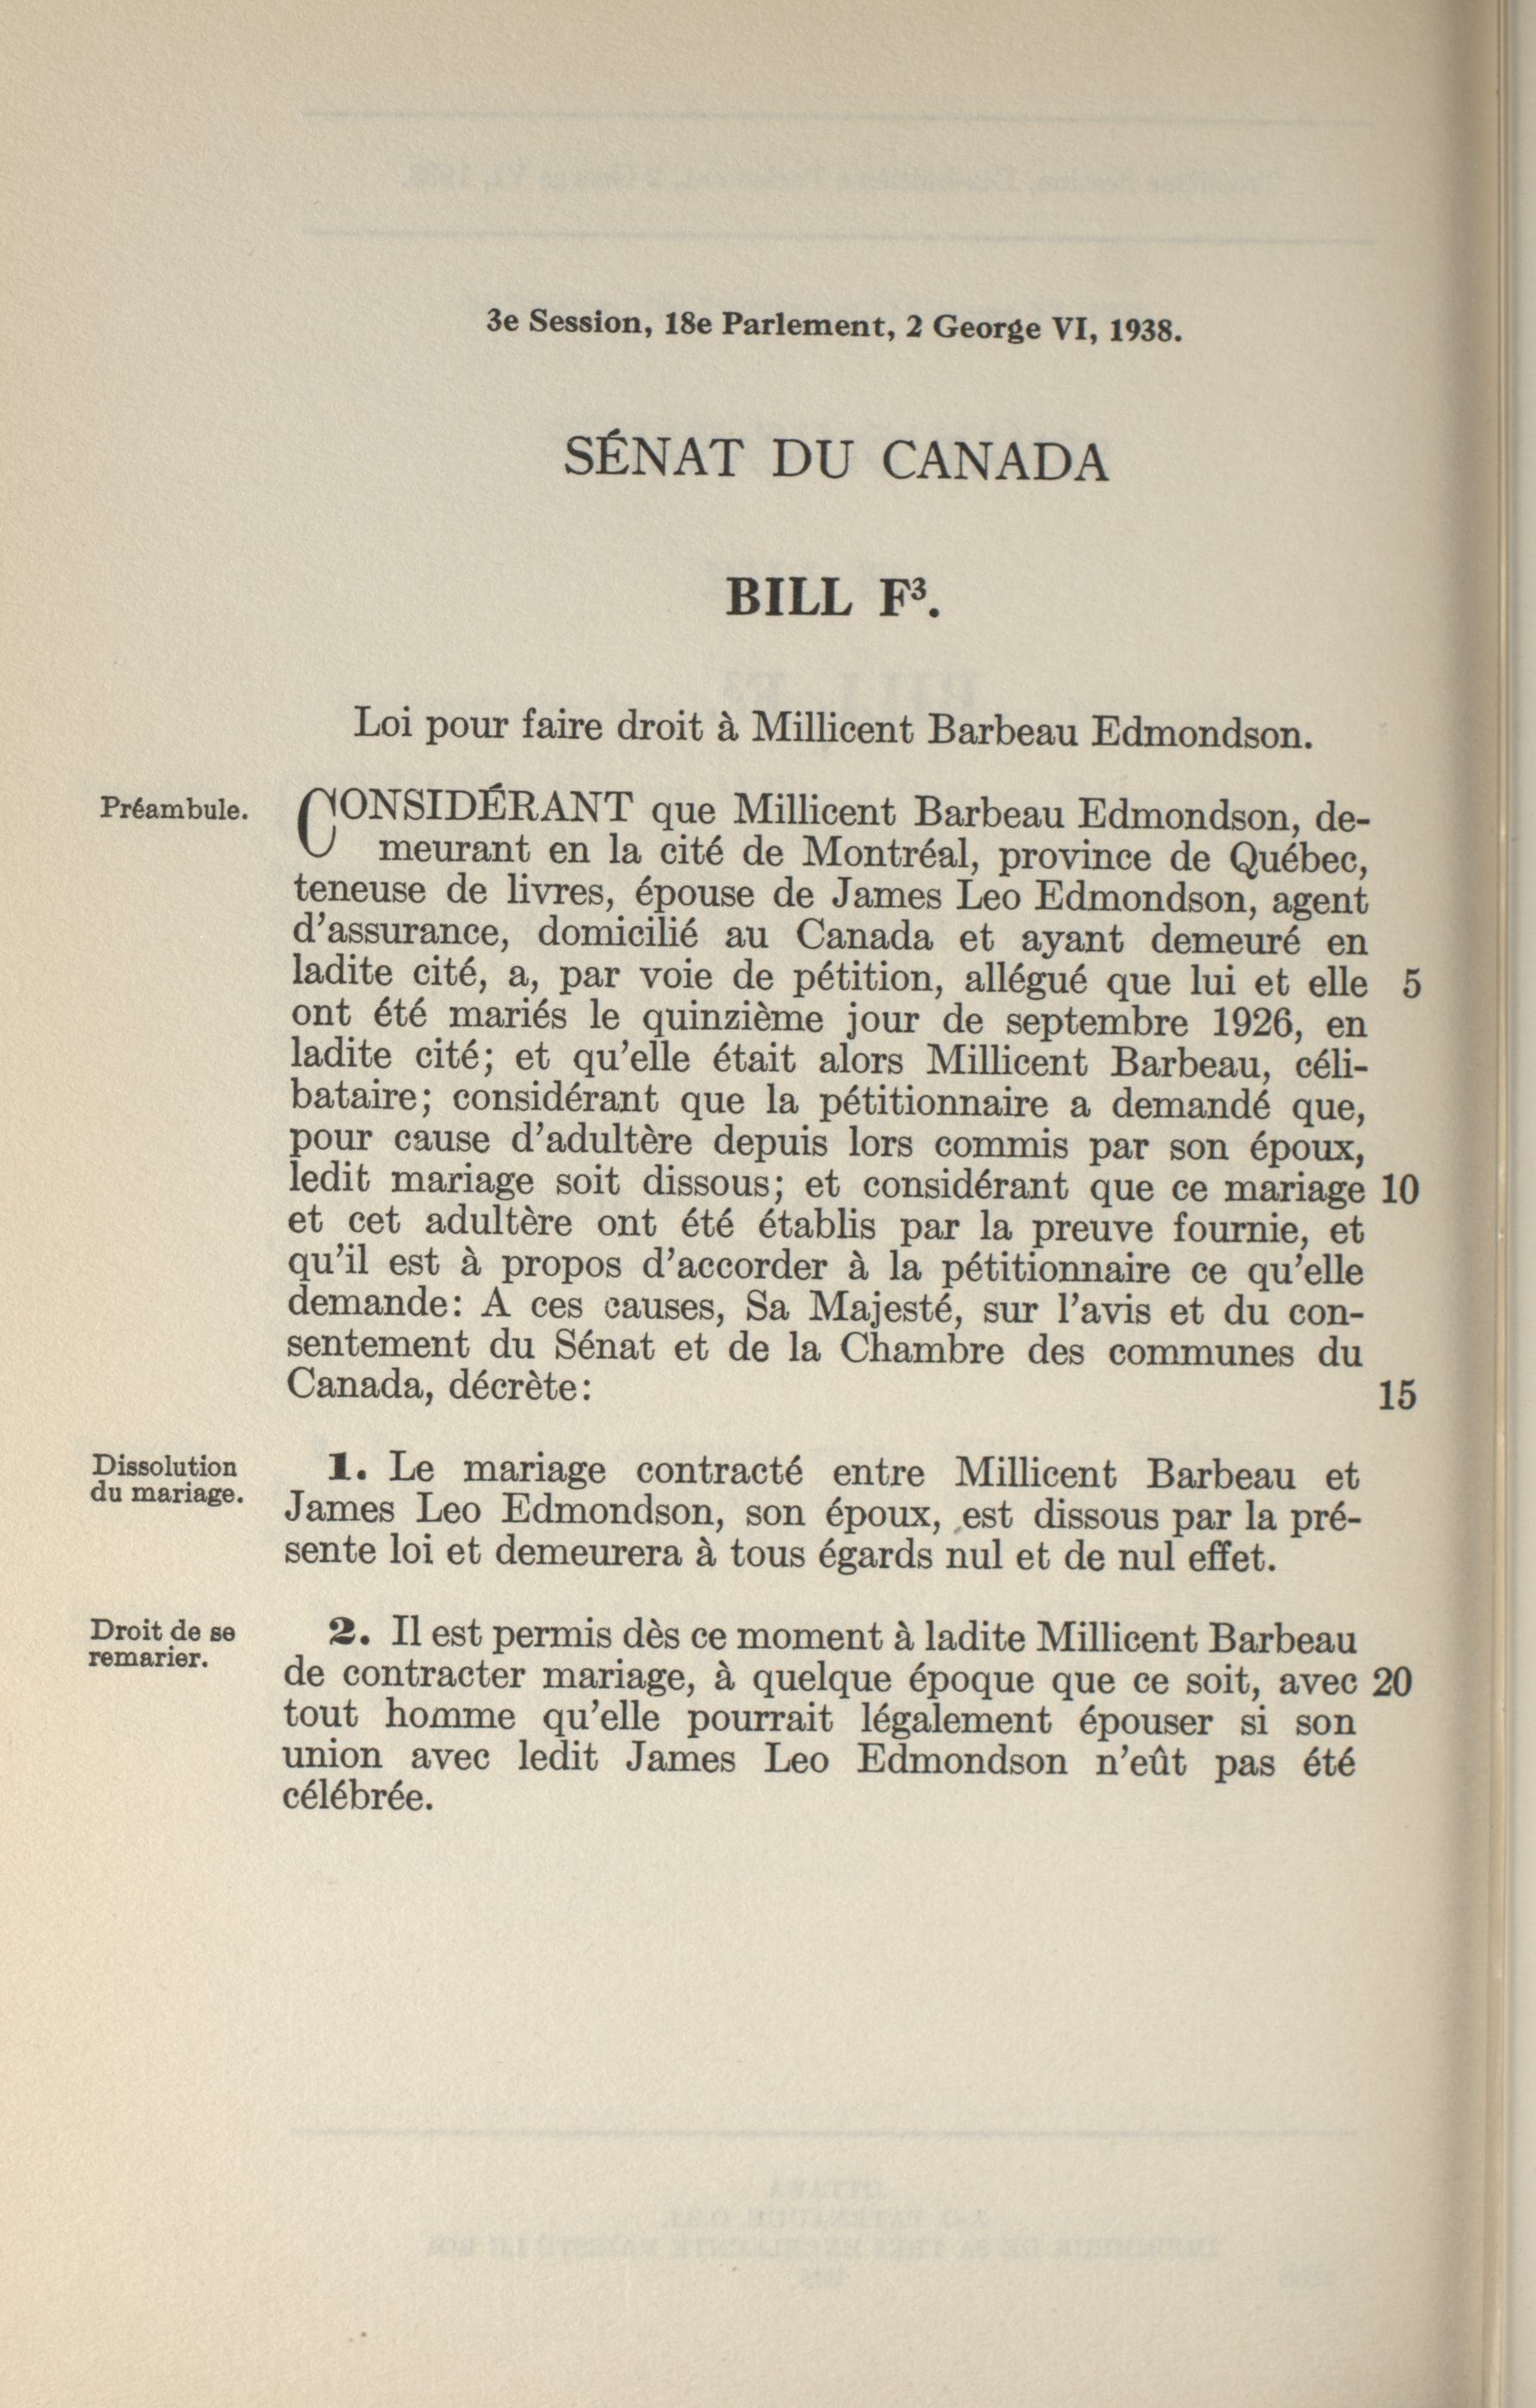 3e Session, 18e Parlement, 2 George VI, 1938.
SÉNAT DU CANADA
BILL F³.
Loi pour faire droit à Millicent Barbeau Edmondson.
Préambule.
CONSIDÉRANT que Millicent Barbeau Edmondson, de-
meurant en la cité de Montréal, province de Québec,
teneuse de livres, épouse de James Leo Edmondson, agent
d'assurance, domicilié au Canada et ayant demeuré en
ladite cité, a, par voie de pétition, allégué que lui et elle 5
ont été mariés le quinzième jour de septembre 1926, en
ladite cité; et qu'elle était alors Millicent Barbeau, céli-
bataire; considérant que la pétitionnaire a demandé que,
pour cause d'adultère depuis lors commis par son époux,
ledit mariage soit dissous; et considérant que ce mariage 10
et cet adultère ont été établis par la preuve fournie, et
qu'il est à propos d'accorder à la pétitionnaire ce qu'elle
demande: A ces causes, Sa Majesté, sur l'avis et du con-
sentement du Sénat et de la Chambre des communes du
Canada, décrète: 15
Dissolution
du mariage.
1. Le mariage contracté entre Millicent Barbeau et
James Leo Edmondson, son époux, est dissous par la pré-
sente loi et demeurera à tous égards nul et de nul effet.
Droit de se
remarier.
2. Il est permis dès ce moment à ladite Millicent Barbeau
de contracter mariage, à quelque époque que ce soit, avec 20
tout homme qu'elle pourrait légalement épouser si son
union avec ledit James Leo Edmondson n'eût pas été
célébrée.